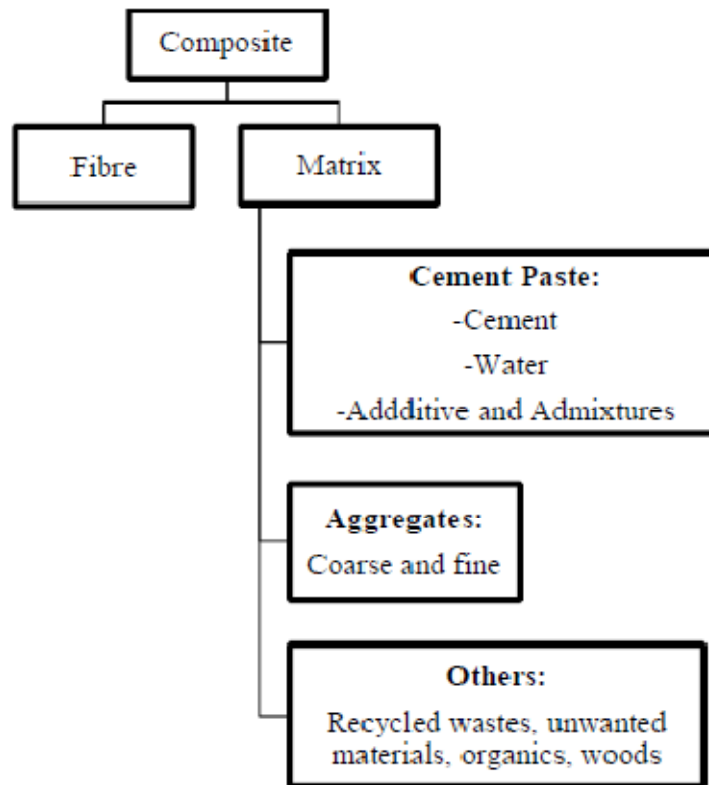 Composite
Fibre
Matrix
Cement Paste:
-Cement
-Water
-Addditive and Admixtures
Aggregates:
Coarse and fine
Others:
Recycled wastes, unwanted
materials, organics, woods